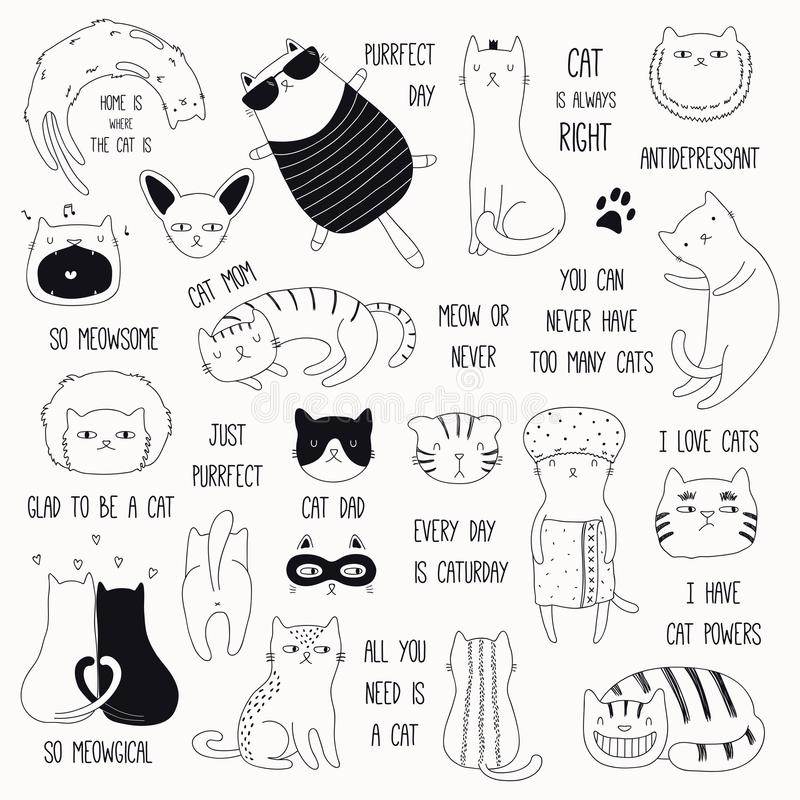 HOME IS
WHERE
THE CAT IS
PURRFECT
DAY
CAT
IS ALWAYS
RIGHT
ANTIDEPRESSANT
SO MEOWSOME
CAT MOM
MEOW OR
NEVER
YOU CAN
NEVER HAVE
TOO MANY CATS
dreamstime
GLAD TO BE A CAT
JUST
PURRFECT
CAT DAD
EVERY DAY
IS CATURDAY
I LOVE CATS
I HAVE
CAT POWERS
SO MEOWGICAL
ALL YOU
NEED IS
A CAT